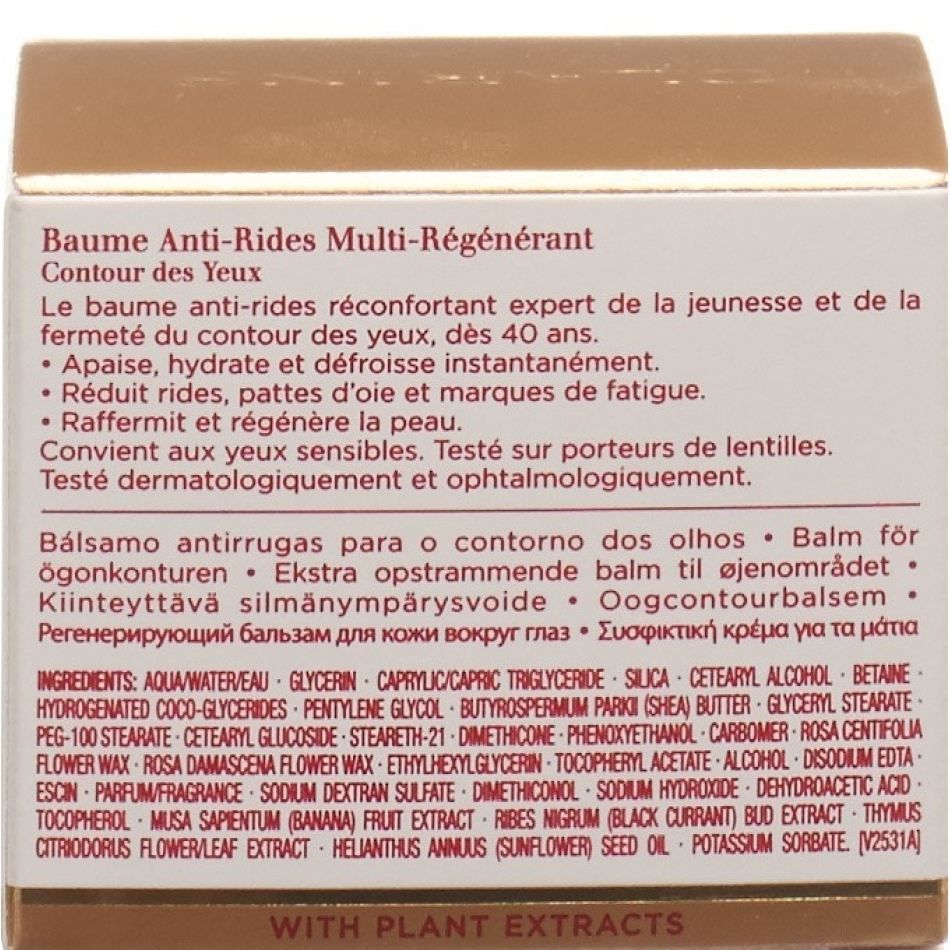 Baume Anti-Rides Multi-Régénérant
Contour des Yeux
Le baume anti-rides réconfortant expert de la jeunesse et de la
fermeté du contour des yeux, dès 40 ans.
• Apaise, hydrate et défroisse instantanément.
• Réduit rides, pattes d'oie et marques de fatigue.
• Raffermit et régénère la peau.
Convient aux yeux sensibles. Testé sur porteurs de lentilles.
Testé dermatologiquement et ophtalmologiquement.
Bálsamo antirrugas para o contorno dos olhos • Balm för
ögonkonturen • Ekstra opstrammende balm til øjenområdet •
Kiinteyttävä silmänympärysvoide • Oogcontourbalsem •
Регенерирующий бальзам для кожи вокруг глаз • Συσφικτική κρέμα για τα μάτια
INGREDIENTS: AQUA/WATER/EAU · GLYCERIN · CAPRYLIC/CAPRIC TRIGLYCERIDE · SILICA · CETEARYL ALCOHOL · BETAINE ·
HYDROGENATED COCO-GLYCERIDES · PENTYLENE GLYCOL · BUTYROSPERMUM PARKII (SHEA) BUTTER · GLYCERYL STEARATE ·
PEG-100 STEARATE · CETEARYL GLUCOSIDE · STEARETH-21 · DIMETHICONE · PHENOXYETHANOL · CARBOMER · ROSA CENTIFOLIA
FLOWER WAX · ROSA DAMASCENA FLOWER WAX · ETHYLHEXYLGLYCERIN · TOCOPHERYL ACETATE · ALCOHOL · DISODIUM EDTA ·
ESCIN · PARFUM/FRAGRANCE · SODIUM DEXTRAN SULFATE · DIMETHICONOL · SODIUM HYDROXIDE · DEHYDROACETIC ACID ·
TOCOPHEROL · MUSA SAPIENTUM (BANANA) FRUIT EXTRACT · RIBES NIGRUM (BLACK CURRANT) BUD EXTRACT · THYMUS
CITRIODORUS FLOWER/LEAF EXTRACT · HELIANTHUS ANNUUS (SUNFLOWER) SEED OIL · POTASSIUM SORBATE. [V2531A]
WITH PLANT EXTRACTS